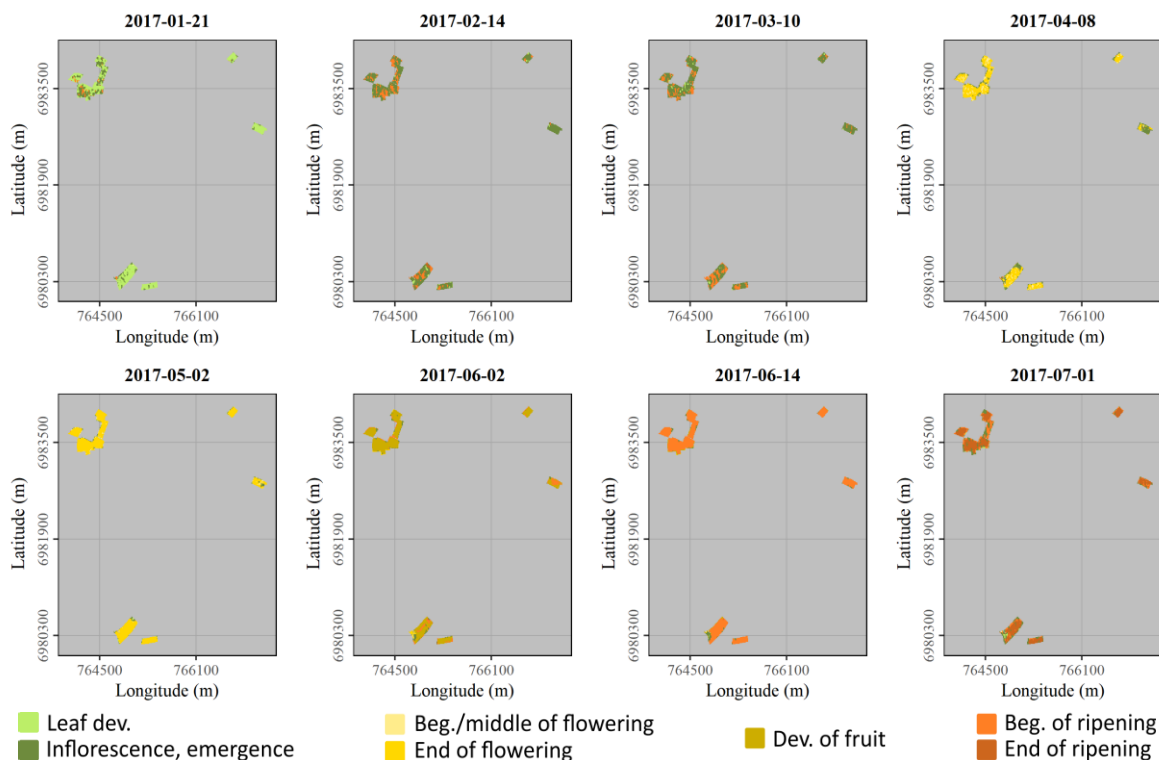 2017-01-21 2017-02-14 2017-03-10 2017-04-08
Latitude (m) Latitude (m) Latitude (m) Latitude (m)
6983500 6983500 6983500 6983500
6981900 6981900 6981900 6981900
6980300 6980300 6980300 6980300
764500 766100 764500 766100 764500 766100 764500 766100
Longitude (m) Longitude (m) Longitude (m) Longitude (m)
2017-05-02 2017-06-02 2017-06-14 2017-07-01
Latitude (m) Latitude (m) Latitude (m) Latitude (m)
6983500 6983500 6983500 6983500
6981900 6981900 6981900 6981900
6980300 6980300 6980300 6980300
764500 766100 764500 766100 764500 766100 764500 766100
Longitude (m) Longitude (m) Longitude (m) Longitude (m)
Leaf dev. Beg./middle of flowering Beg. of ripening
Dev. of fruit
Inflorescence, emergence End of flowering End of ripening